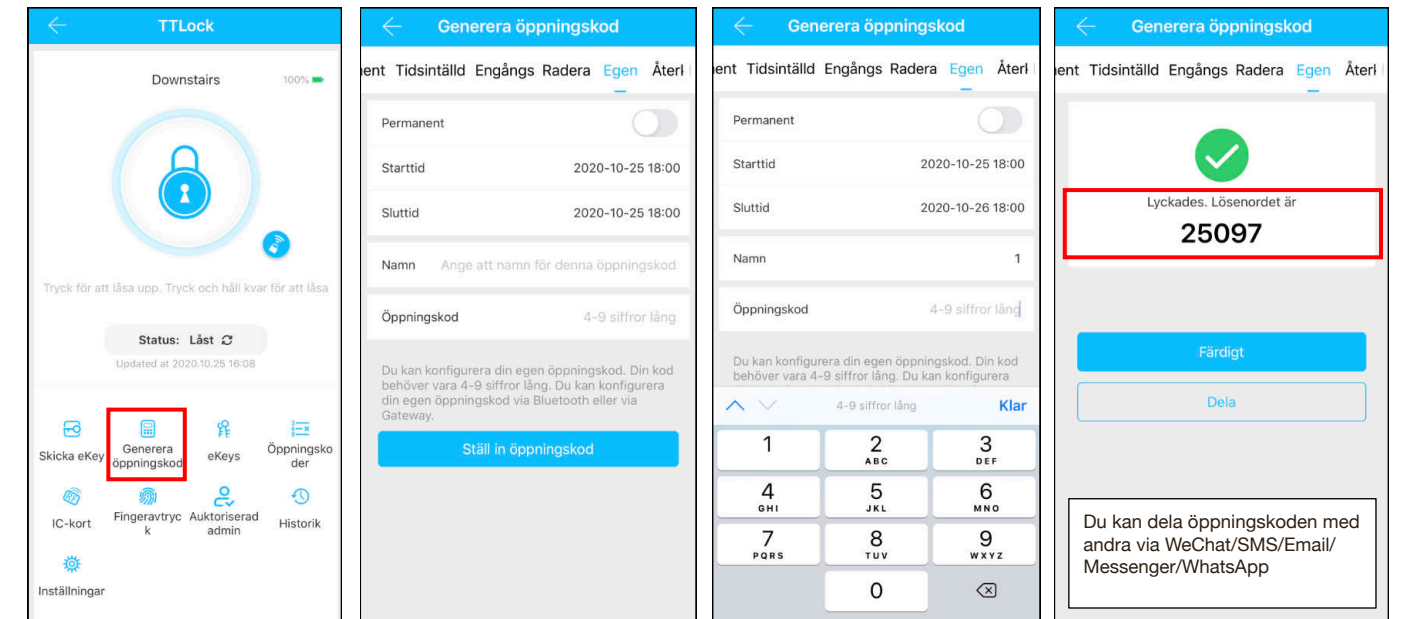 TTLock
Downstairs
100%
Tryck för att låsa upp. Tryck och håll kvar för att låsa
Status: Låst
Updated at 2020.10.25 16:08
Skicka eKey
Generera
öppningskod
eKeys
Öppningsko
der
IC-kort
Fingeravtryc
k
Auktoriserad
admin
Historik
Inställningar
Generera öppningskod
ent Tidsintälld Engångs Radera Egen Återl
Permanent
Starttid 2020-10-25 18:00
Sluttid 2020-10-25 18:00
Namn Ange att namn för denna öppningskod
Öppningskod 4-9 siffror lång
Du kan konfigurera din egen öppningskod. Din kod
behöver vara 4-9 siffror lång. Du kan konfigurera
din egen öppningskod via Bluetooth eller via
Gateway.
Ställ in öppningskod
Generera öppningskod
ent Tidsintälld Engångs Radera Egen Återl
Permanent
Starttid 2020-10-25 18:00
Sluttid 2020-10-26 18:00
Namn 1
Öppningskod 4-9 siffror lång
Du kan konfigurera din egen öppningskod. Din kod
behöver vara 4-9 siffror lång. Du kan konfigurera
4-9 siffror lång Klar
1 2 3
ABC DEF
4 5 6
GHI JKL MNO
7 8 9
PQRS TUV WXYZ
0
Generera öppningskod
ent Tidsintälld Engångs Radera Egen Återl
Lyckades. Lösenordet är
25097
Färdigt
Dela
Du kan dela öppningskoden med
andra via WeChat/SMS/Email/
Messenger/WhatsApp